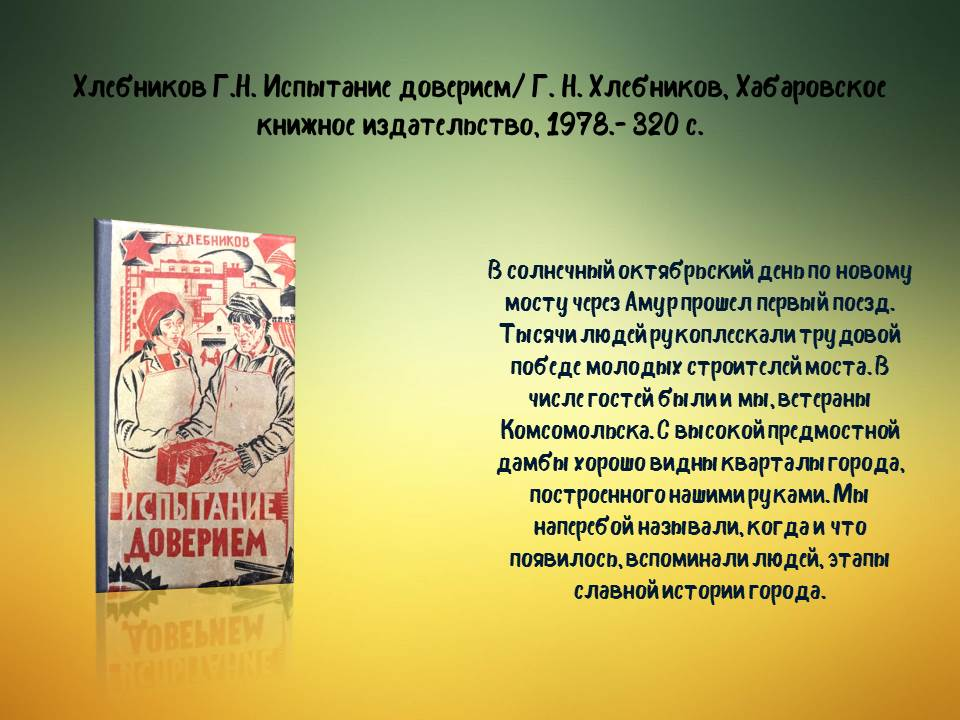 Хлебников Г.Н. Испытание доверием/ Г. Н. Хлебников, Хабаровское
книжное издательство, 1978.- 320 с.
Г. ХЛЕБНИКОВ
ИСПЫТАНИЕ
ДОВЕРИЕМ
В солнечный октябрьский день по новому
мосту через Амур прошел первый поезд.
Тысячи людей рукоплескали трудовой
победе молодых строителей моста. В
числе гостей были и мы, ветераны
Комсомольска. С высокой предмостной
дамбы хорошо видны кварталы города,
построенного нашими руками. Мы
наперебой называли, когда и что
появилось, вспоминали людей, этапы
славной истории города.